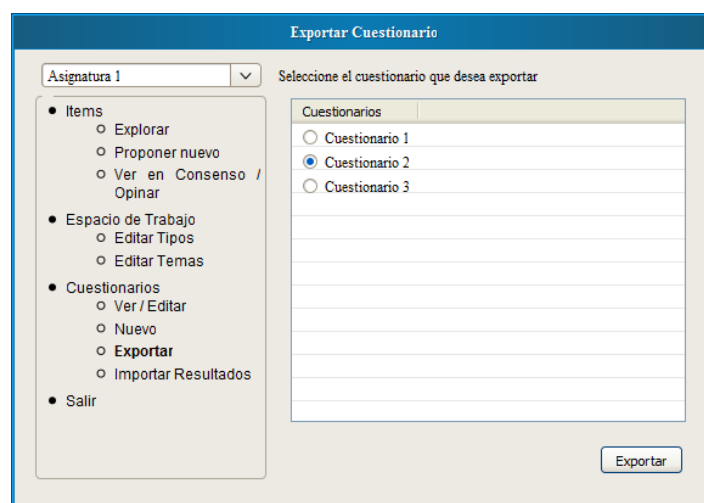 Exportar Cuestionario
Asignatura 1
Seleccione el cuestionario que desea exportar
Items
Explorar
Proponer nuevo
Ver en Consenso /
Opinar
Espacio de Trabajo
Editar Tipos
Editar Temas
Cuestionarios
Ver / Editar
Nuevo
Exportar
Importar Resultados
Salir
Cuestionarios
Cuestionario 1
Cuestionario 2
Cuestionario 3
Exportar